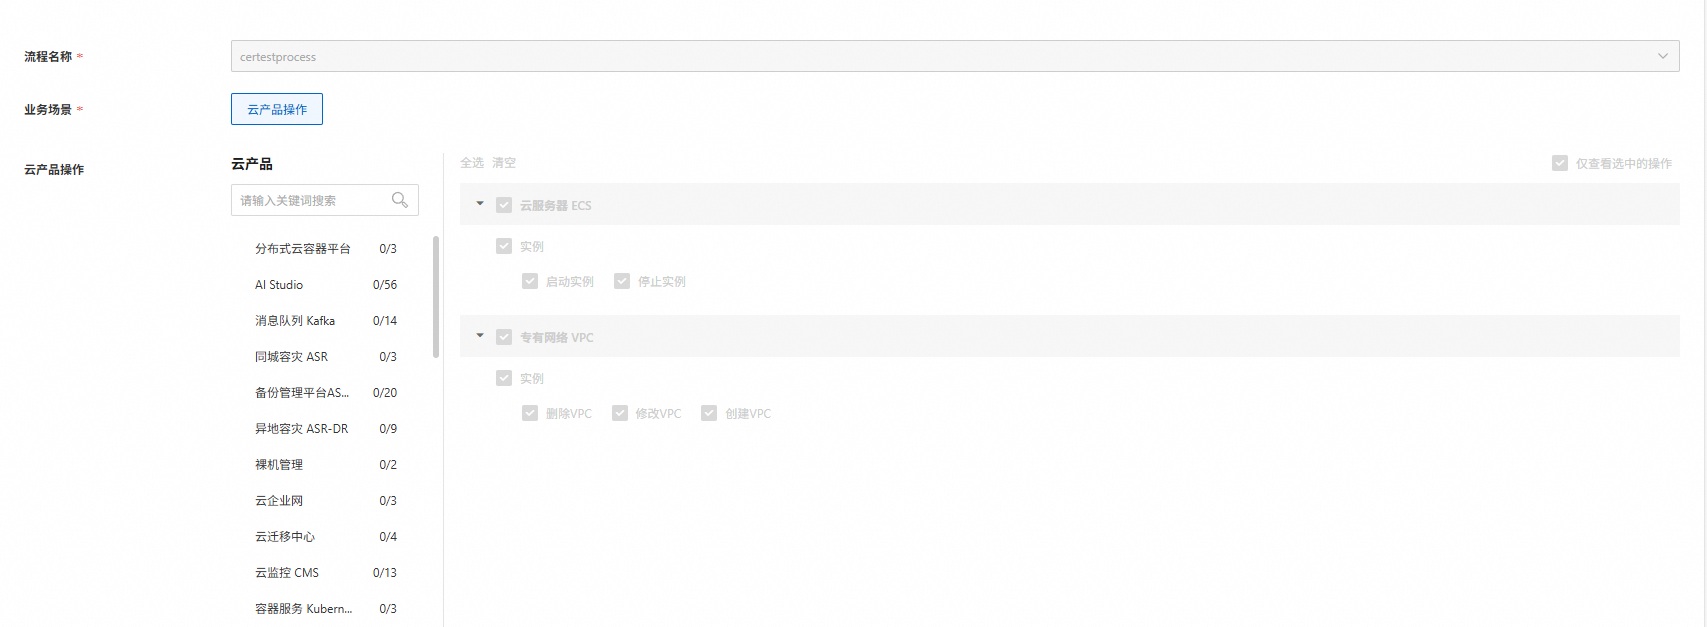 流程名称 *
certestprocess
业务场景 *
云产品操作
云产品操作
云产品
请输入关键词搜索
分布式云容器平台 0/3
AI Studio 0/56
消息队列 Kafka 0/14
同城容灾 ASR 0/3
备份管理平台AS... 0/20
异地容灾 ASR-DR 0/9
裸机管理 0/2
云企业网 0/3
云迁移中心 0/4
云监控 CMS 0/13
容器服务 Kubern... 0/3
全选 清空 仅查看选中的操作
云服务器 ECS
实例
启动实例 停止实例
专有网络 VPC
实例
删除VPC 修改VPC 创建VPC